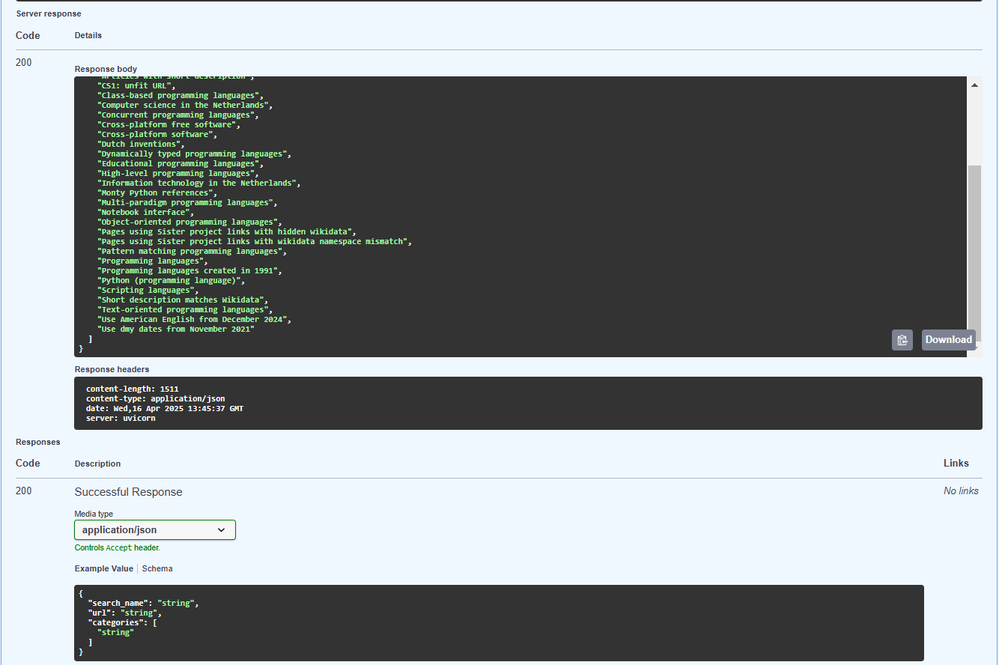 Server response
Code Details
200
Response body
"Articles with short description",
"CS1: unfit URL",
"Class-based programming languages",
"Computer science in the Netherlands",
"Concurrent programming languages",
"Cross-platform free software",
"Cross-platform software",
"Dutch inventions",
"Dynamically typed programming languages",
"Educational programming languages",
"High-level programming languages",
"Information technology in the Netherlands",
"Monty Python references",
"Multi-paradigm programming languages",
"Notebook interface",
"Object-oriented programming languages",
"Pages using Sister project links with hidden wikidata",
"Pages using Sister project links with wikidata namespace mismatch",
"Pattern matching programming languages",
"Programming languages",
"Programming languages created in 1991",
"Python (programming language)",
"Scripting languages",
"Short description matches Wikidata",
"Text-oriented programming languages",
"Use American English from December 2024",
"Use dmy dates from November 2021"
]
}
Download
Response headers
content-length: 1511
content-type: application/json
date: Wed,16 Apr 2025 13:45:37 GMT
server: uvicorn
Responses
Code Description Links
200 Successful Response No links
Media type
application/json
Controls Accept header.
Example Value Schema
{
"search_name": "string",
"url": "string",
"categories": [
"string"
]
}